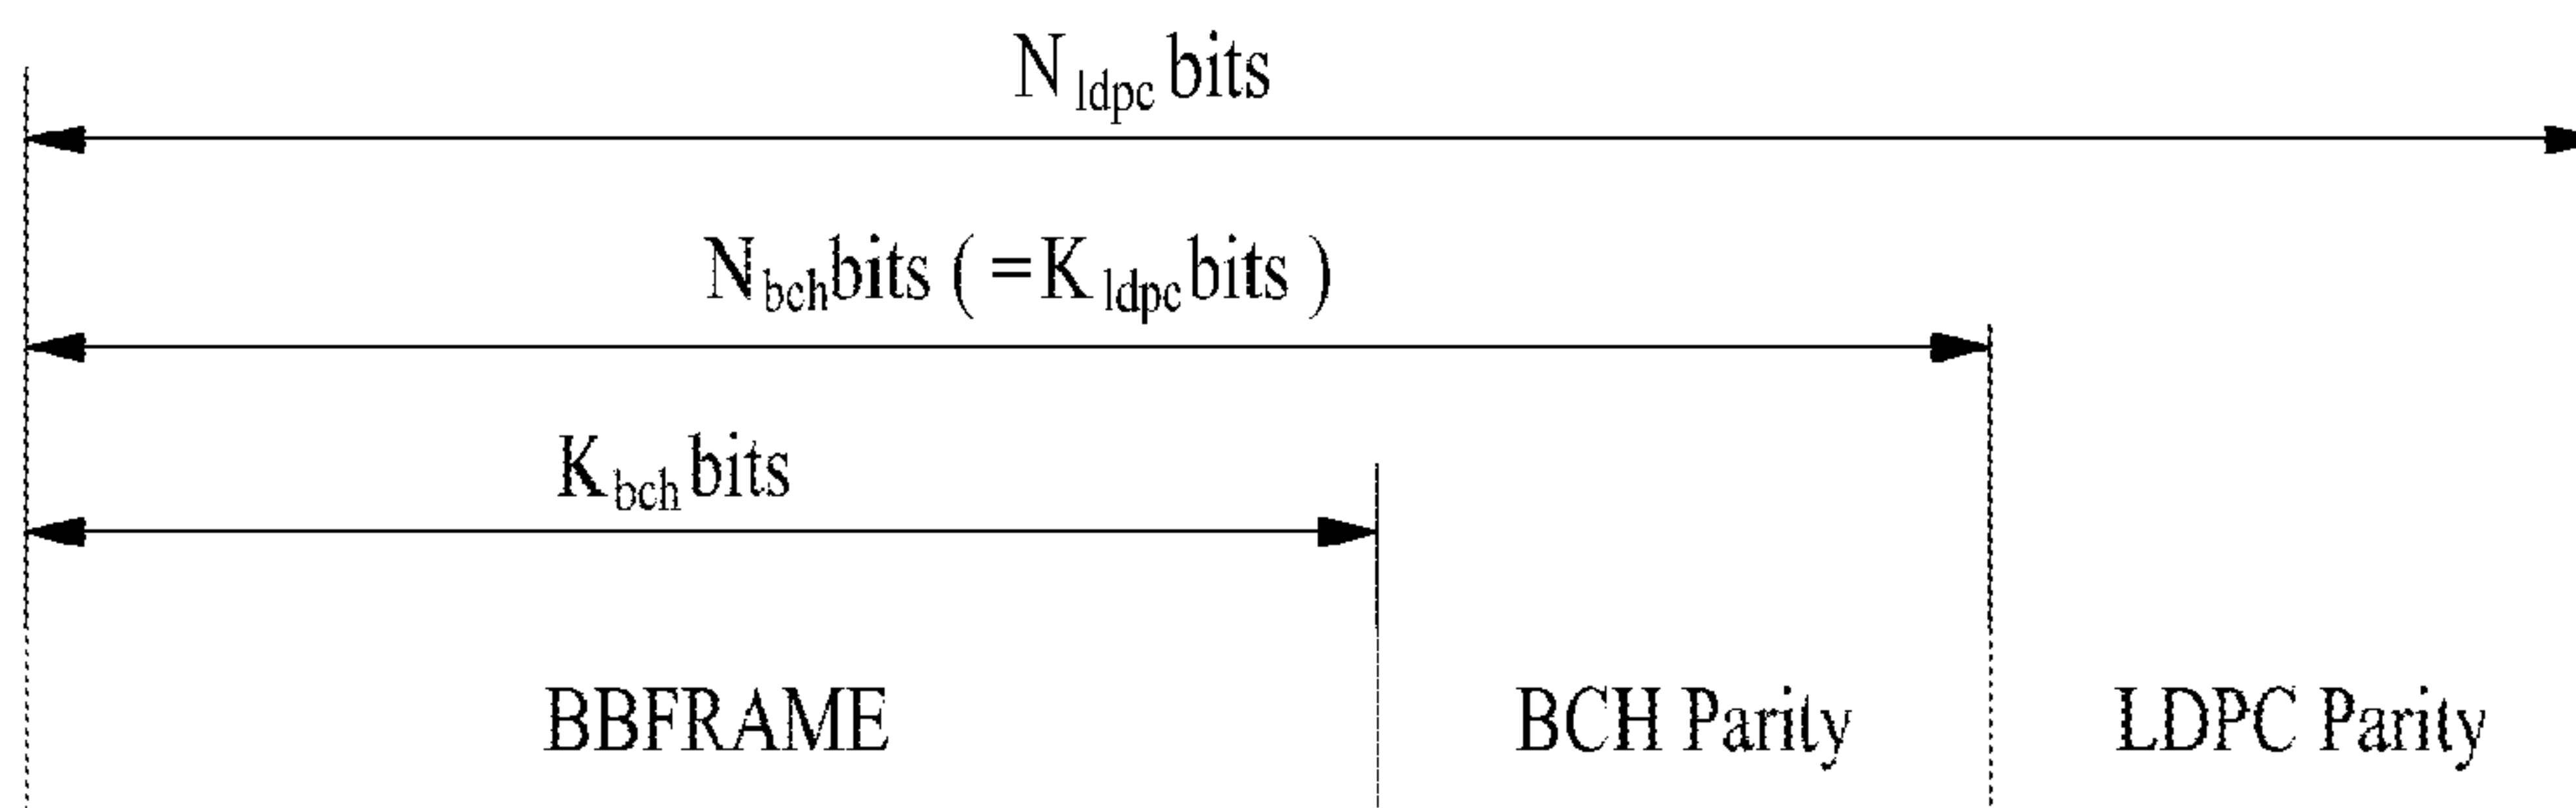 N ldpc bits
N bch bits ( = K ldpc bits )
K bch bits
BBFRAME BCH Parity LDPC Parity